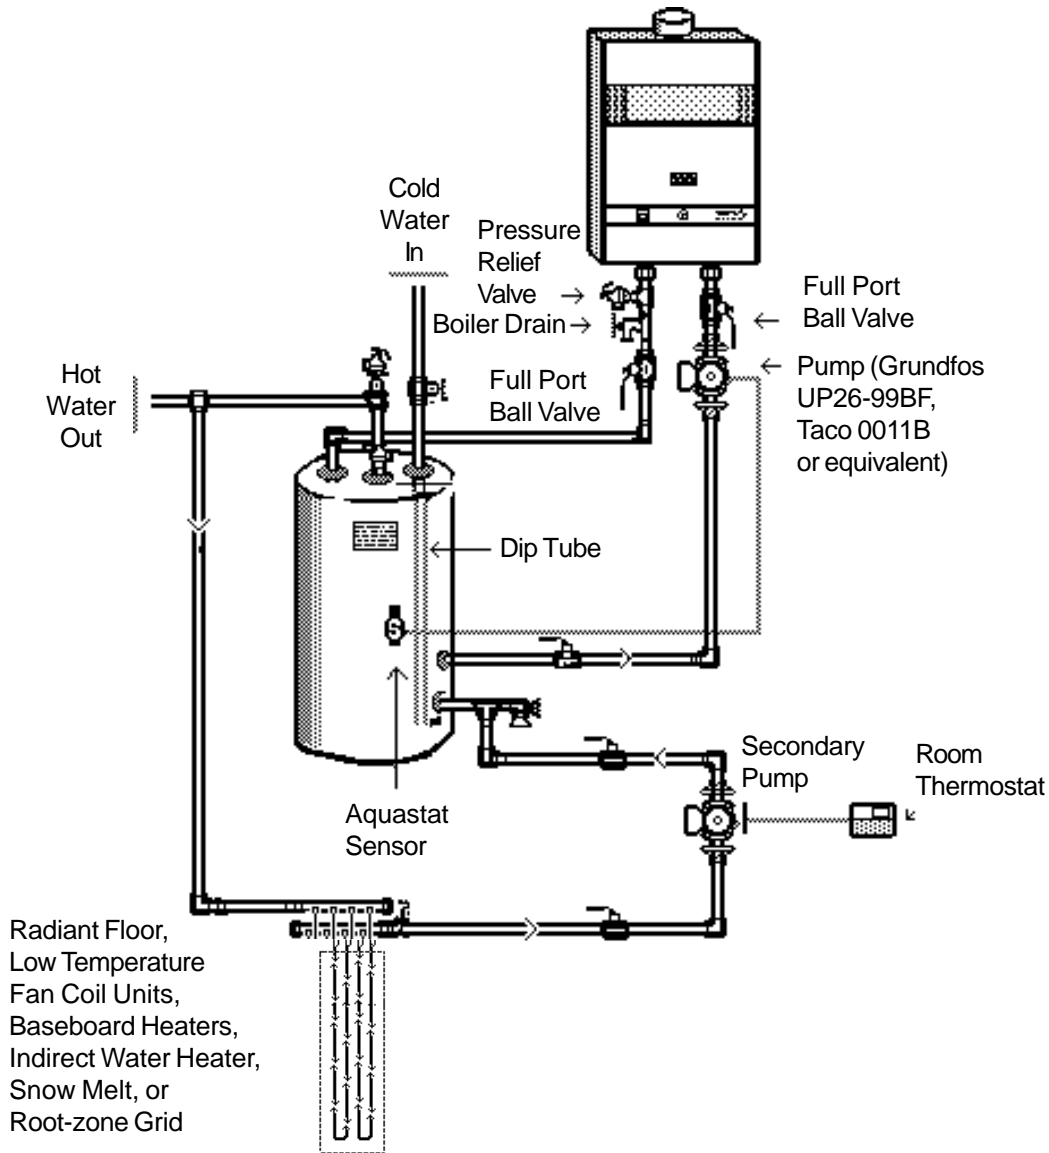 Cold
Water
In
Pressure
Relief
Valve
Boiler Drain
Full Port
Ball Valve
Full Port
Ball Valve
Pump (Grundfos
UP26-99BF,
Taco 0011B
or equivalent)
Hot
Water
Out
Dip Tube
S
Aquastat
Sensor
Secondary
Pump
Room
Thermostat
Radiant Floor,
Low Temperature
Fan Coil Units,
Baseboard Heaters,
Indirect Water Heater,
Snow Melt, or
Root-zone Grid